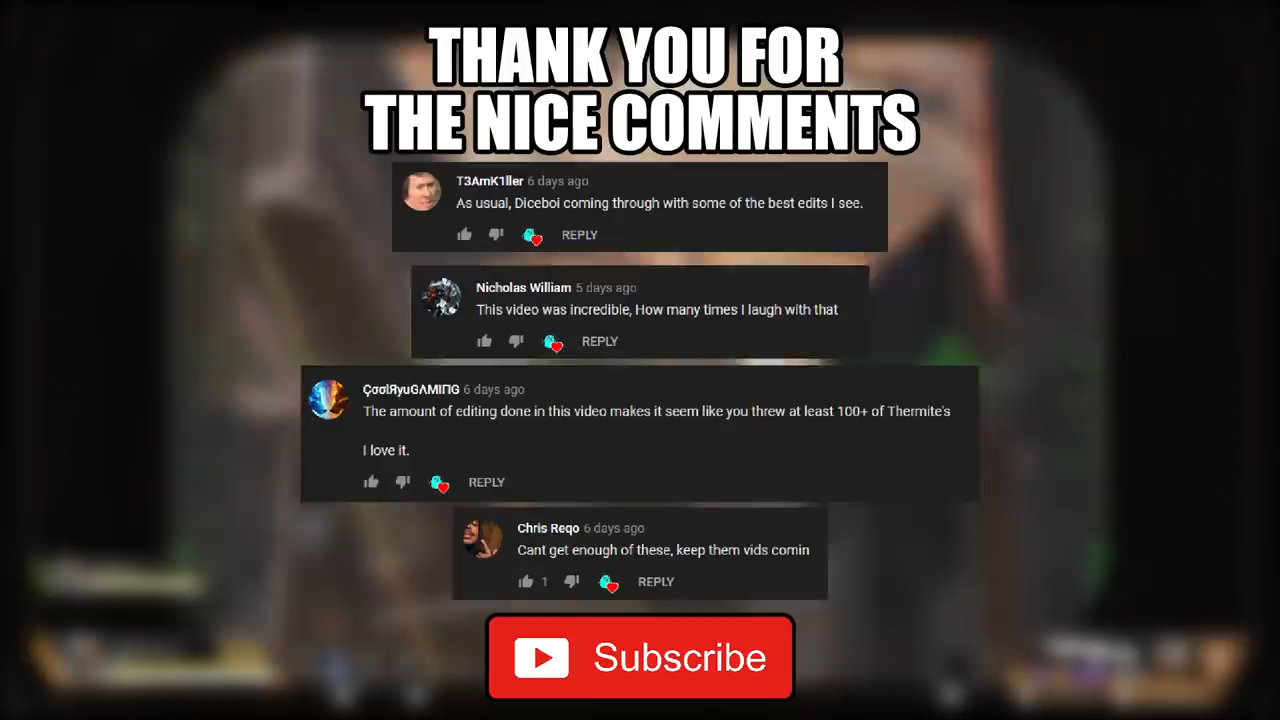 THANK YOU FOR
THE NICE COMMENTS
T3AmK1ller 6 days ago
As usual, Diceboi coming through with some of the best edits I see.
REPLY
Nicholas William 5 days ago
This video was incredible, How many times I laugh with that
REPLY
ÇσσlЯyuGΛMIПG 6 days ago
The amount of editing done in this video makes it seem like you threw at least 100+ of Thermite's
I love it.
REPLY
Chris Reqo 6 days ago
Cant get enough of these, keep them vids comin
1 REPLY
Subscribe